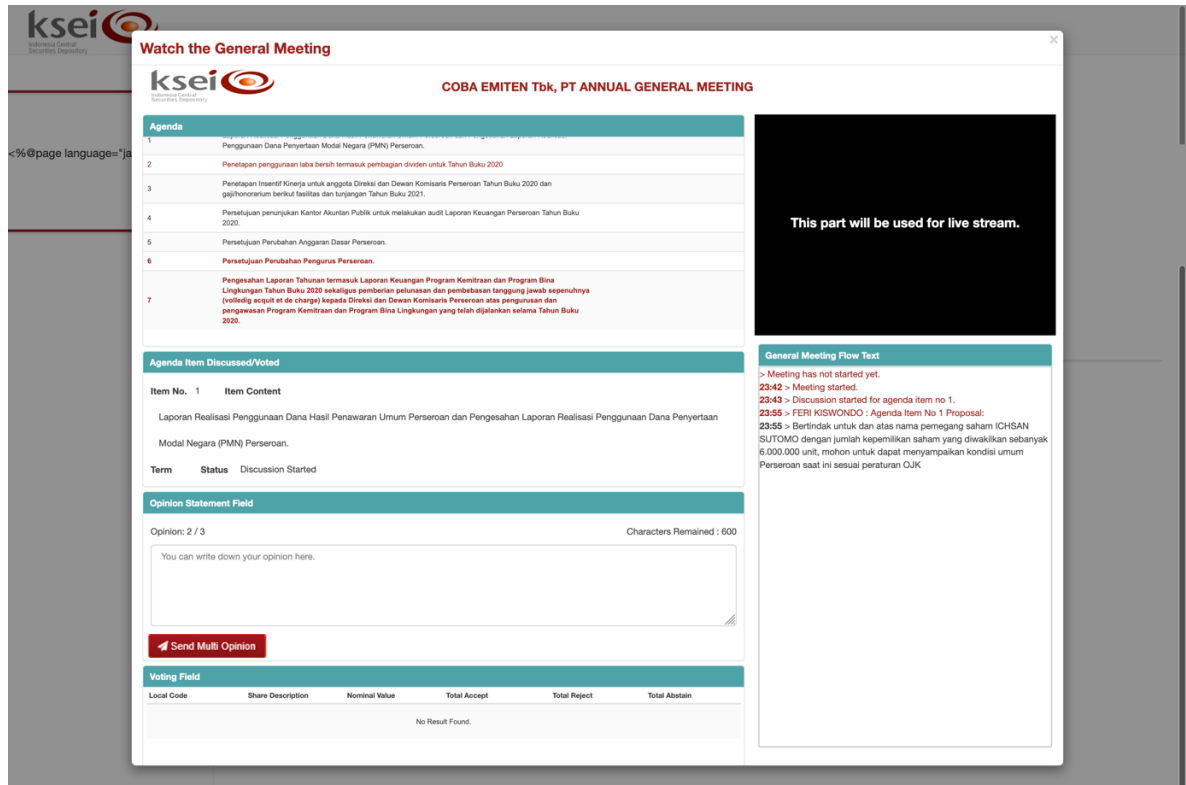 ksei
Indonesia Central
Securities Depository
<%@page language="ja
Watch the General Meeting
×
ksei
Indonesia Central
Securities Depository
COBA EMITEN Tbk, PT ANNUAL GENERAL MEETING
Agenda
1
Penggunaan Dana Penyertaan Modal Negara (PMN) Perseroan.
2 Penetapan penggunaan laba bersih termasuk pembagian dividen untuk Tahun Buku 2020
3 Penetapan Insentif Kinerja untuk anggota Direksi dan Dewan Komisaris Perseroan Tahun Buku 2020 dan
gaji/honorarium berikut fasilitas dan tunjangan Tahun Buku 2021.
4 Persetujuan penunjukan Kantor Akuntan Publik untuk melakukan audit Laporan Keuangan Perseroan Tahun Buku
2020.
5 Persetujuan Perubahan Anggaran Dasar Perseroan.
6 Persetujuan Perubahan Pengurus Perseroan.
7 Pengesahan Laporan Tahunan termasuk Laporan Keuangan Program Kemitraan dan Program Bina
Lingkungan Tahun Buku 2020 sekaligus pemberian pelunasan dan pembebasan tanggung jawab sepenuhnya
(volledig acquit et de charge) kepada Direksi dan Dewan Komisaris Perseroan atas pengurusan dan
pengawasan Program Kemitraan dan Program Bina Lingkungan yang telah dijalankan selama Tahun Buku
2020.
This part will be used for live stream.
Agenda Item Discussed/Voted
Item No. 1 Item Content
Laporan Realisasi Penggunaan Dana Hasil Penawaran Umum Perseroan dan Pengesahan Laporan Realisasi Penggunaan Dana Penyertaan
Modal Negara (PMN) Perseroan.
Term Status Discussion Started
Opinion Statement Field
Opinion: 2 / 3 Characters Remained : 600
You can write down your opinion here.
Send Multi Opinion
Voting Field
Local Code Share Description Nominal Value Total Accept Total Reject Total Abstain
No Result Found.
General Meeting Flow Text
> Meeting has not started yet.
23:42 > Meeting started.
23:43 > Discussion started for agenda item no 1.
23:55 > FERI KISWONDO : Agenda Item No 1 Proposal:
23:55 > Bertindak untuk dan atas nama pemegang saham ICHSAN
SUTOMO dengan jumlah kepemilikan saham yang diwakilkan sebanyak
6.000.000 unit, mohon untuk dapat menyampaikan kondisi umum
Perseroan saat ini sesuai peraturan OJK